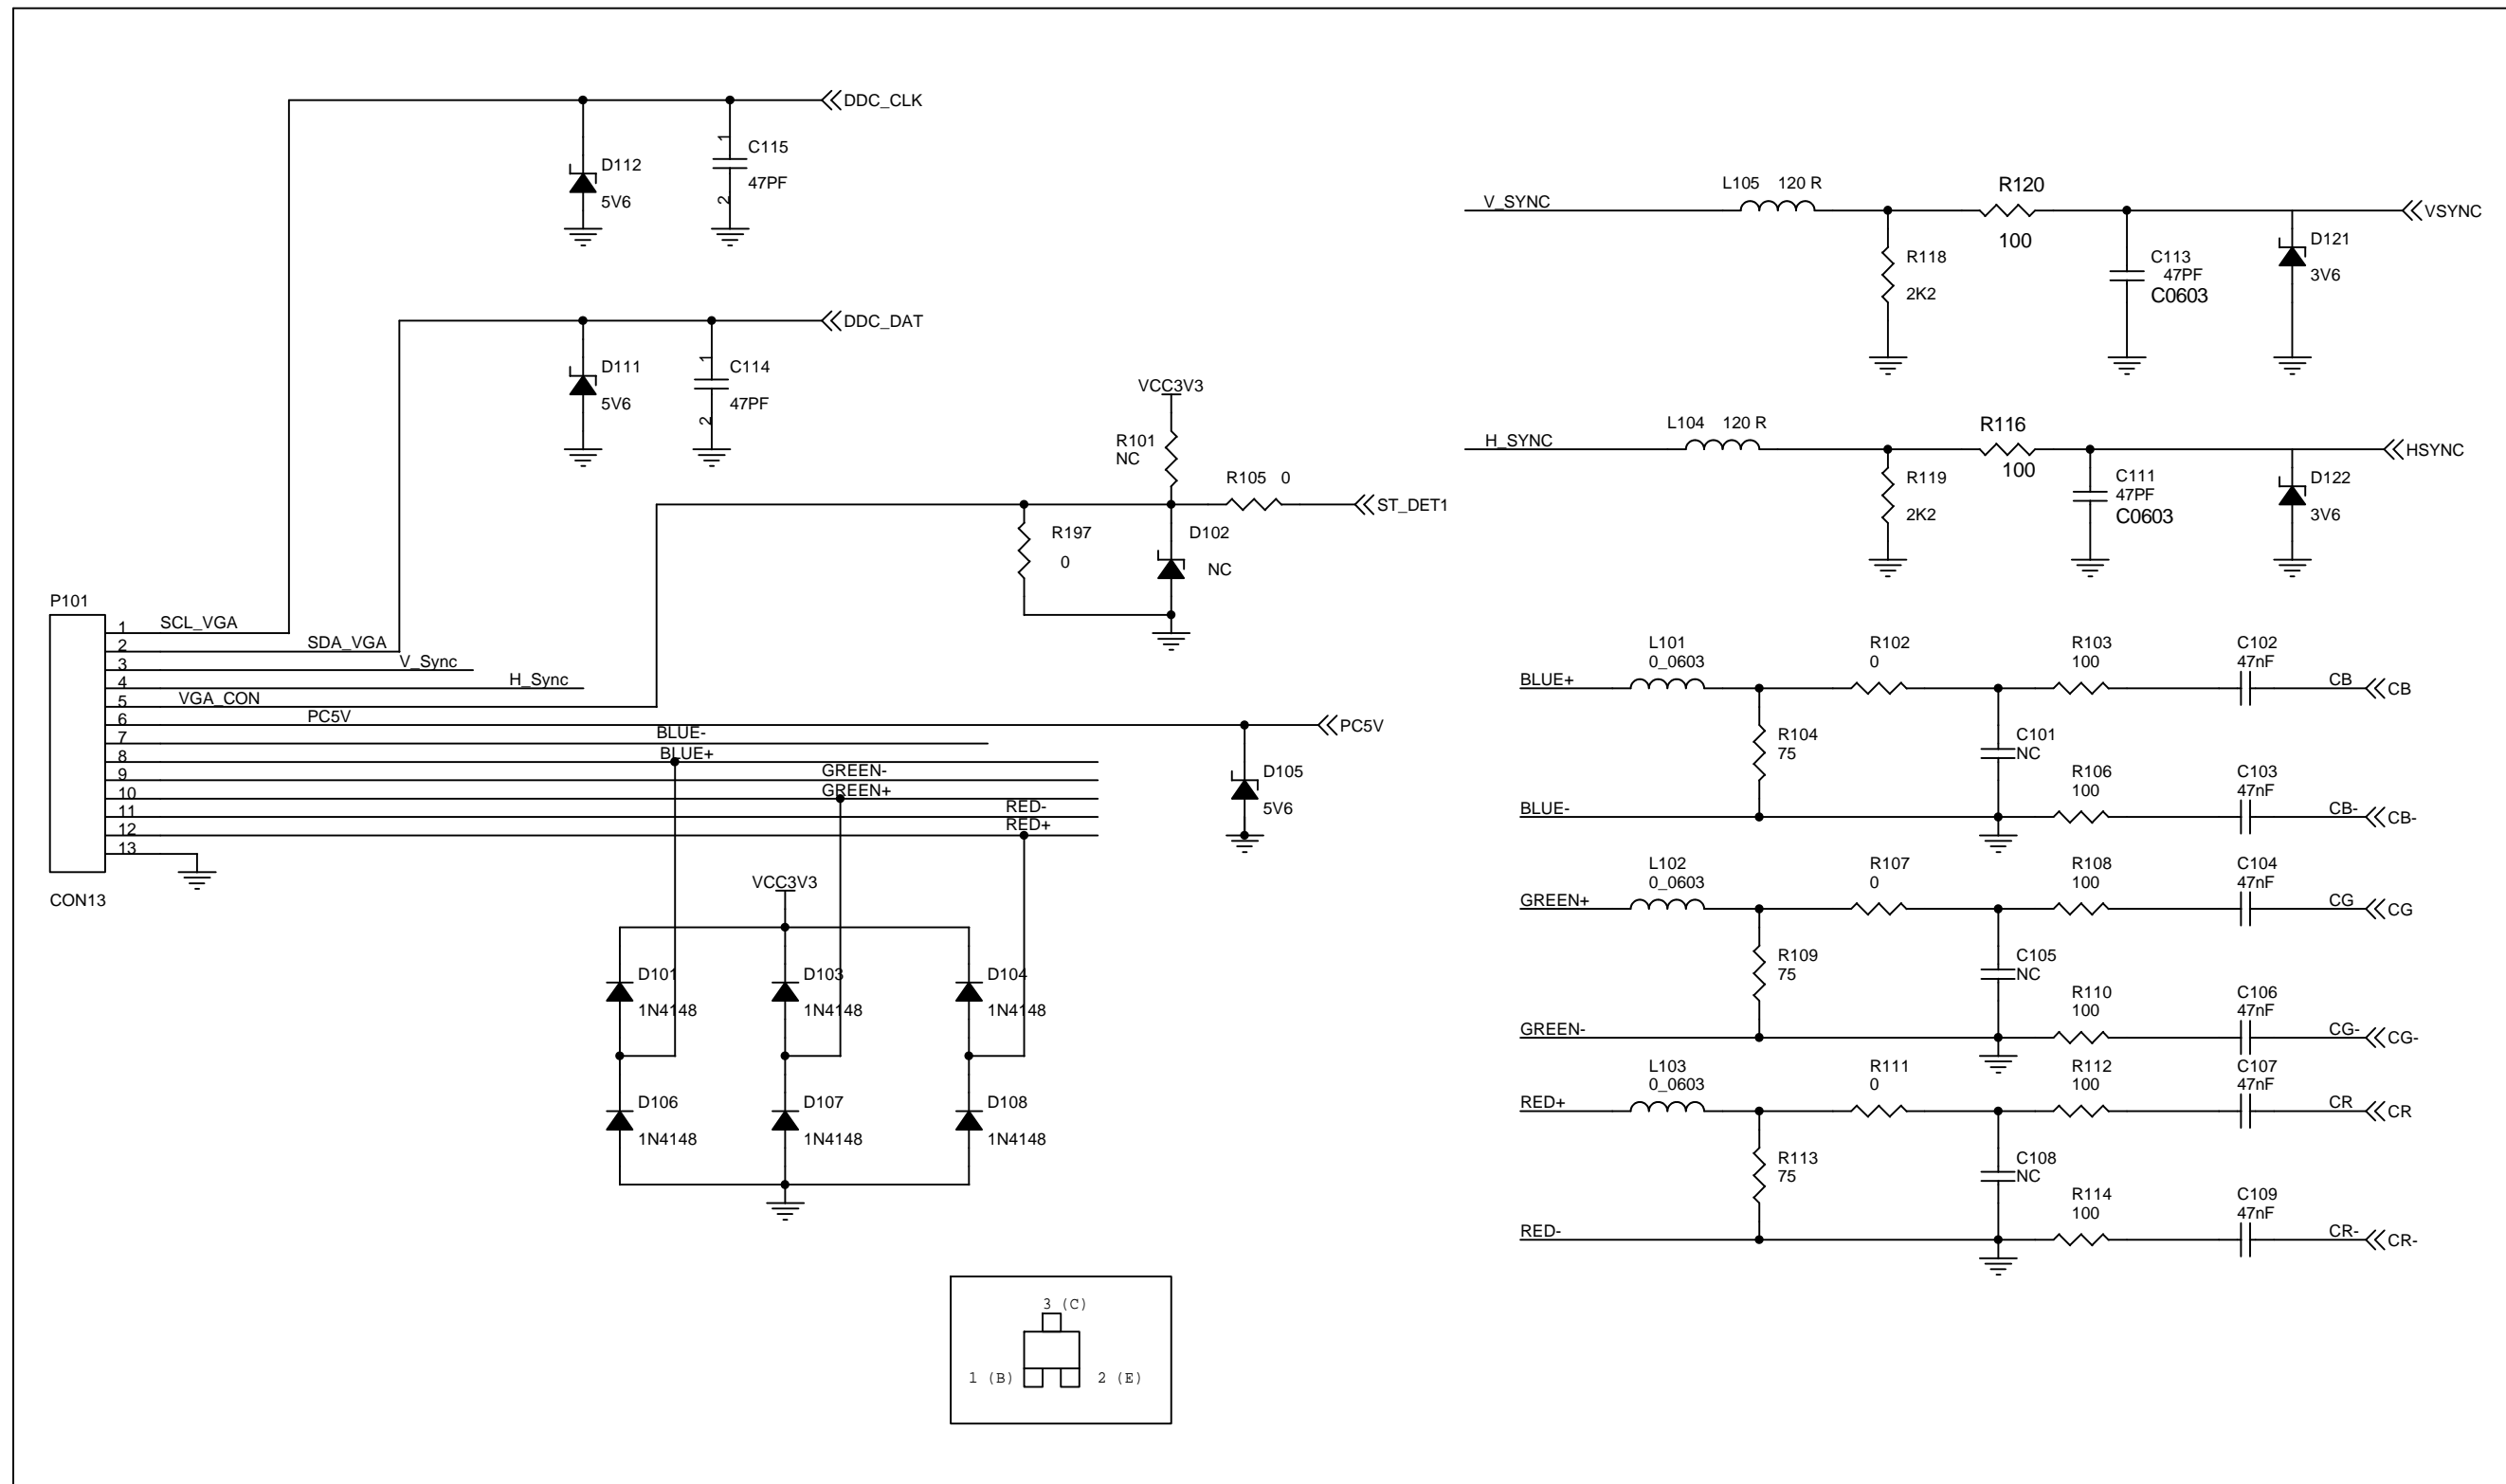 DDC_CLK
D112
5V6
1
C115
47PF
2
DDC_DAT
D111
5V6
1
C114
47PF
2
VCC3V3
R101
NC
R105 0
ST_DET1
R197
0
D102
NC
P101
1 SCL_VGA
2 SDA_VGA
3 V_Sync
4 H_Sync
5 VGA_CON
6 PC5V
PC5V
7 BLUE-
8 BLUE+
9 GREEN-
10 GREEN+
11 RED-
12 RED+
13
CON13
D105
5V6
VCC3V3
D101
1N4148
D103
1N4148
D104
1N4148
D106
1N4148
D107
1N4148
D108
1N4148
3 (C)
1 (B)
2 (E)
V_SYNC
L105 120 R
R120
100
VSYNC
R118
2K2
C113
47PF
C0603
D121
3V6
H_SYNC
L104 120 R
R116
100
HSYNC
R119
2K2
C111
47PF
C0603
D122
3V6
L101
0_0603
R102
0
R103
100
C102
47nF
BLUE+
CB
CB
R104
75
C101
NC
R106
100
C103
47nF
BLUE-
CB-
CB-
L102
0_0603
R107
0
R108
100
C104
47nF
GREEN+
CG
CG
R109
75
C105
NC
R110
100
C106
47nF
GREEN-
CG-
CG-
L103
0_0603
R111
0
R112
100
C107
47nF
RED+
CR
CR
R113
75
C108
NC
R114
100
C109
47nF
RED-
CR-
CR-